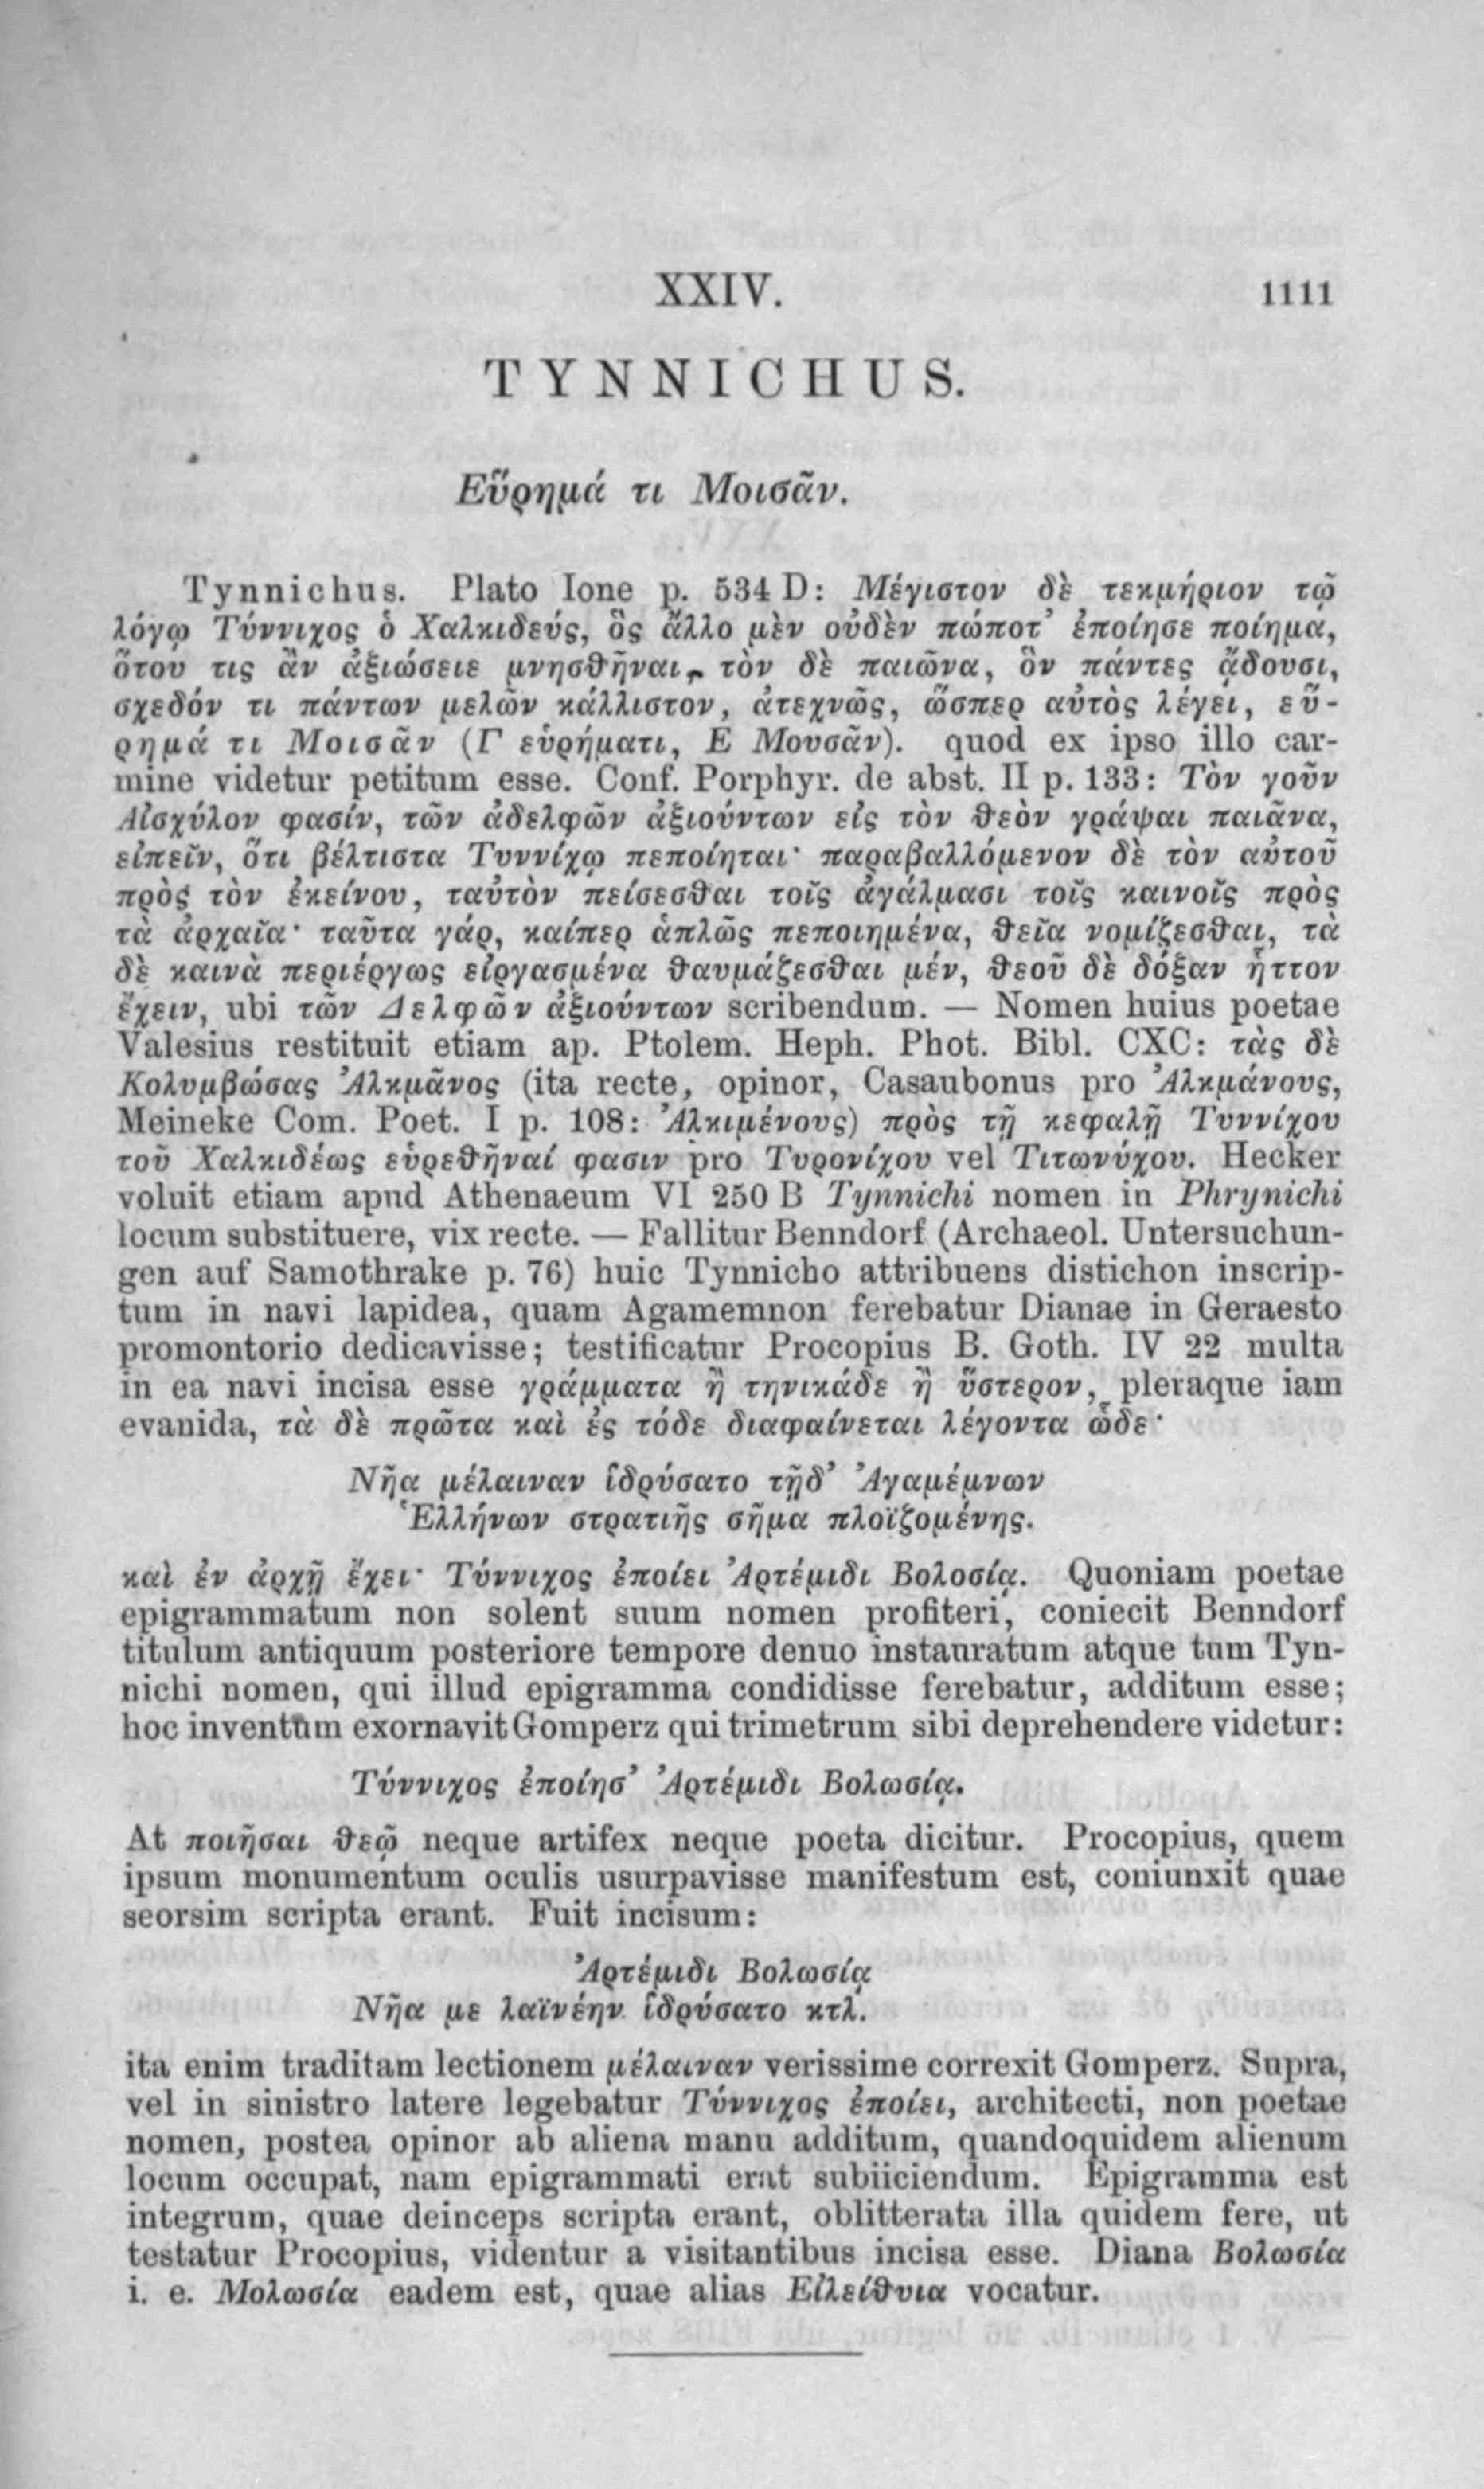 XXIV. 1111
TYNNICHUS.
Εὕρημά τι Μοισᾶν.
Tynnichus. Plato Ione p. 534 D: Μέγιστον δὲ τεκμήριον τῷ
λόγῳ Τύννιχος ὁ Χαλκιδεύς, ὃς ἄλλο μὲν οὐδὲν πώποτ’ ἐποίησε ποίημα,
ὅτου τις ἂν ἀξιώσειε μνησθῆναι, τὸν δὲ παιῶνα, ὃν πάντες ᾄδουσι,
σχεδόν τι πάντων μελῶν κάλλιστον, ἀτεχνῶς, ὥσπερ αὐτὸς λέγει, εὕ-
ρημά τι Μοισᾶν (Γ εὑρήματι, E Μουσᾶν). quod ex ipso illo car-
mine videtur petitum esse. Conf. Porphyr. de abst. II p. 133: Τὸν γοῦν
Αἰσχύλον φασίν, τῶν ἀδελφῶν ἀξιούντων εἰς τὸν θεὸν γράψαι παιᾶνα,
εἰπεῖν, ὅτι βέλτιστα Τυννίχῳ πεποίηται· παραβαλλόμενον δὲ τὸν αὐτοῦ
πρὸς τὸν ἐκείνου, ταὐτὸν πείσεσθαι τοῖς ἀγάλμασι τοῖς καινοῖς πρὸς
τὰ ἀρχαῖα· ταῦτα γάρ, καίπερ ἁπλῶς πεποιημένα, θεῖα νομίζεσθαι, τὰ
δὲ καινὰ περιέργως εἰργασμένα θαυμάζεσθαι μέν, θεοῦ δὲ δόξαν ἧττον
ἔχειν, ubi τῶν Δελφῶν ἀξιούντων scribendum. — Nomen huius poetae
Valesius restituit etiam ap. Ptolem. Heph. Phot. Bibl. CXC: τὰς δὲ
Κολυμβώσας Ἀλκμᾶνος (ita recte, opinor, Casaubonus pro Ἀλκμάνους,
Meineke Com. Poet. I p. 108: Ἀλκιμένους) πρὸς τῇ κεφαλῇ Τυννίχου
τοῦ Χαλκιδέως εὑρεθῆναί φασιν pro Τυρονίχου vel Τιτωνύχου. Hecker
voluit etiam apud Athenaeum VI 250 B Tynnichi nomen in Phrynichi
locum substituere, vix recte. — Fallitur Benndorf (Archaeol. Untersuchun-
gen auf Samothrake p. 76) huic Tynnicho attribuens distichon inscrip-
tum in navi lapidea, quam Agamemnon ferebatur Dianae in Geraesto
promontorio dedicavisse; testificatur Procopius B. Goth. IV 22 multa
in ea navi incisa esse γράμματα ἢ τηνικάδε ἢ ὕστερον, pleraque iam
evanida, τὰ δὲ πρῶτα καὶ ἐς τόδε διαφαίνεται λέγοντα ὧδε·
Νῆα μέλαιναν ἱδρύσατο τῇδ’ Ἀγαμέμνων
Ἑλλήνων στρατιῆς σῆμα πλοϊζομένης.
καὶ ἐν ἀρχῇ ἔχει· Τύννιχος ἐποίει Ἀρτέμιδι Βολοσίᾳ. Quoniam poetae
epigrammatum non solent suum nomen profiteri, coniecit Benndorf
titulum antiquum posteriore tempore denuo instauratum atque tum Tyn-
nichi nomen, qui illud epigramma condidisse ferebatur, additum esse;
hoc inventum exornavit Gomperz qui trimetrum sibi deprehendere videtur:
Τύννιχος ἐποίησ’ Ἀρτέμιδι Βολωσίᾳ.
At ποιῆσαι θεῷ neque artifex neque poeta dicitur. Procopius, quem
ipsum monumentum oculis usurpavisse manifestum est, coniunxit quae
seorsim scripta erant. Fuit incisum:
Ἀρτέμιδι Βολωσίᾳ
Νῆα με λαϊνέην ἱδρύσατο κτλ.
ita enim traditam lectionem μέλαιναν verissime correxit Gomperz. Supra,
vel in sinistro latere legebatur Τύννιχος ἐποίει, architecti, non poetae
nomen, postea opinor ab aliena manu additum, quandoquidem alienum
locum occupat, nam epigrammati erat subiiciendum. Epigramma est
integrum, quae deinceps scripta erant, oblitterata illa quidem fere, ut
testatur Procopius, videntur a visitantibus incisa esse. Diana Βολωσία
i. e. Μολωσία eadem est, quae alias Εἰλείθυια vocatur.